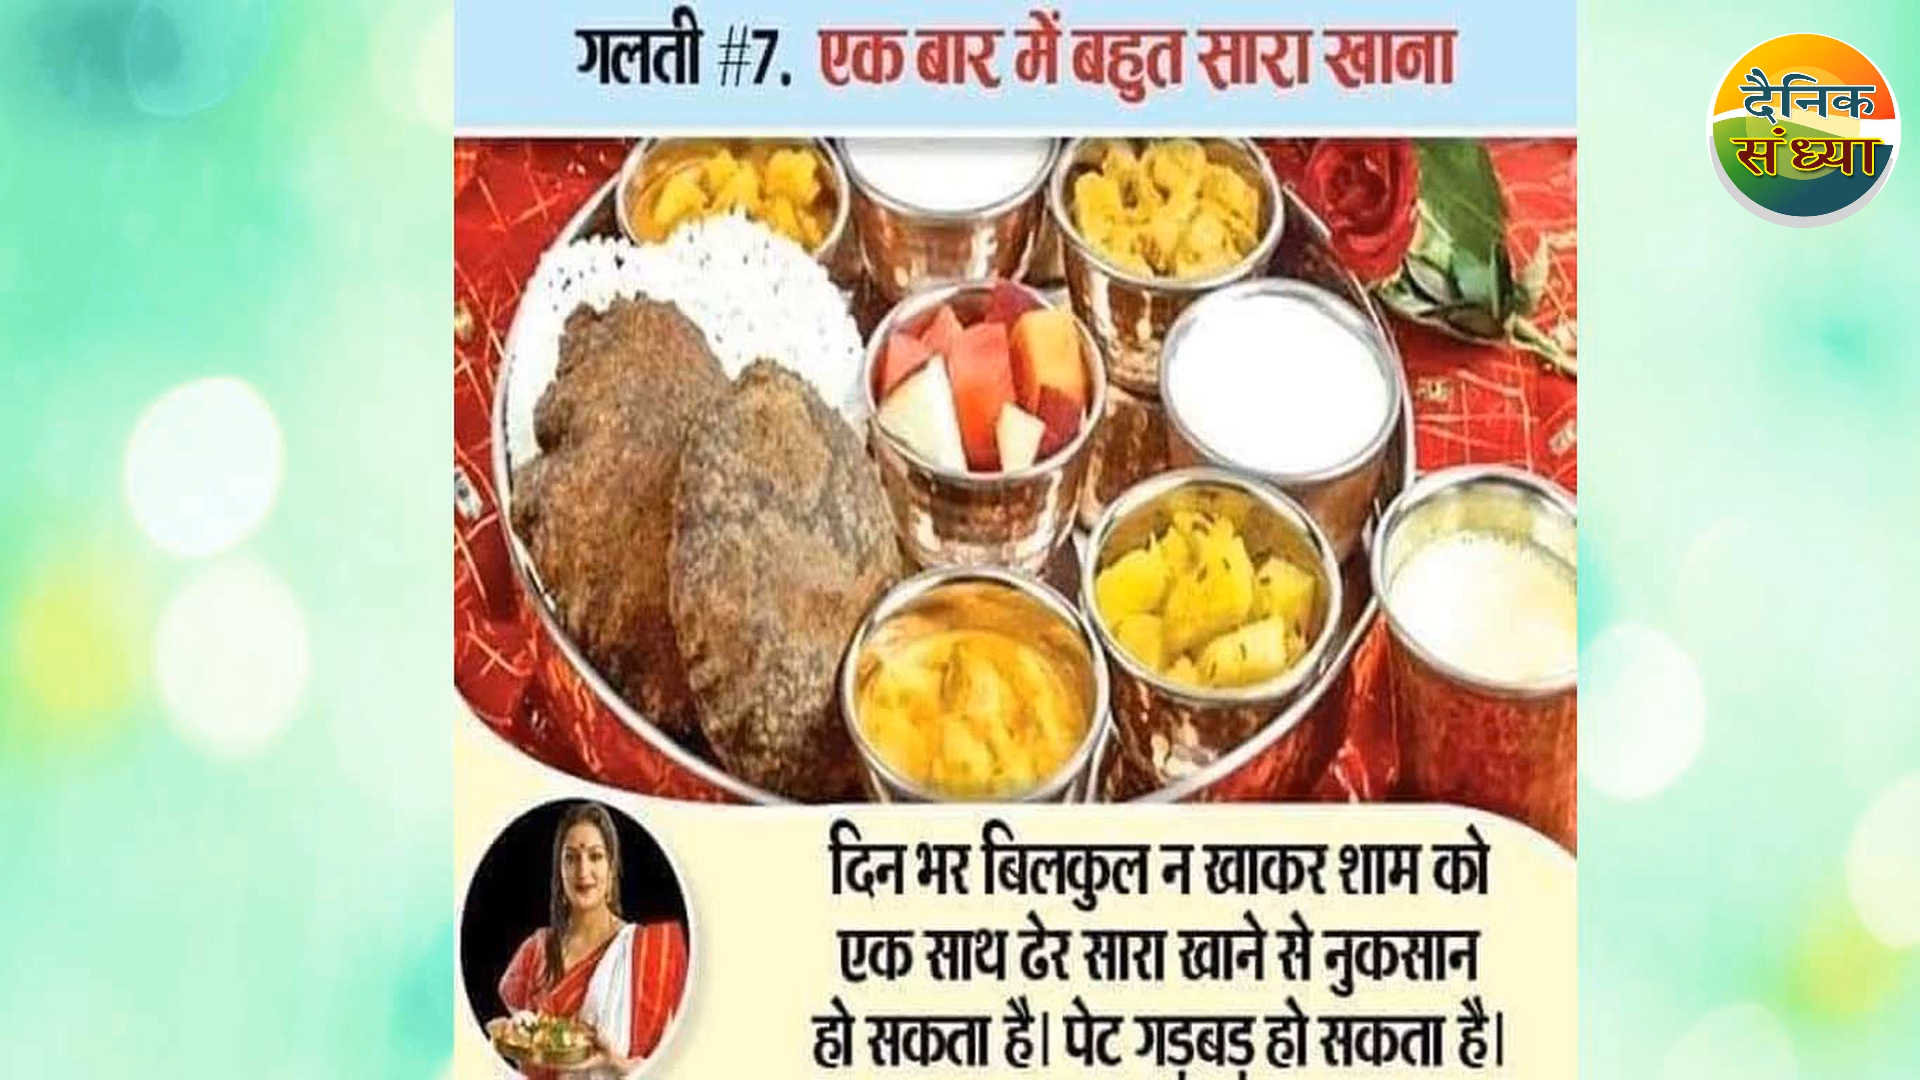 गलती #7. एक बार में बहुत सारा खाना
दैनिक
संध्या
दिन भर बिलकुल न खाकर शाम को
एक साथ ढेर सारा खाने से नुकसान
हो सकता है। पेट गड़बड़ हो सकता है।